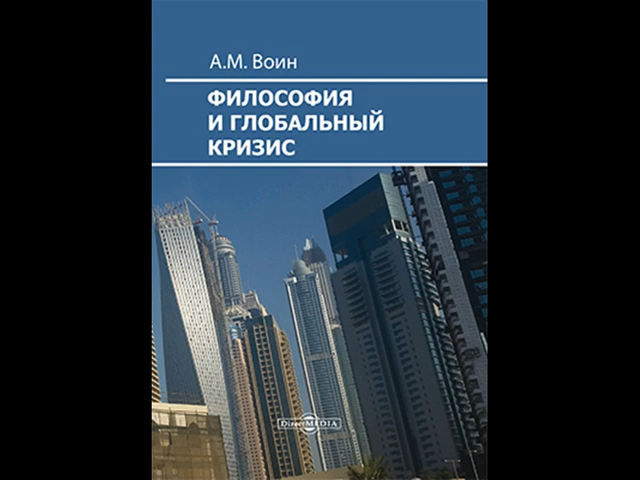 А.М. Воин
ФИЛОСОФИЯ
И ГЛОБАЛЬНЫЙ
КРИЗИС
DirectMEDIA